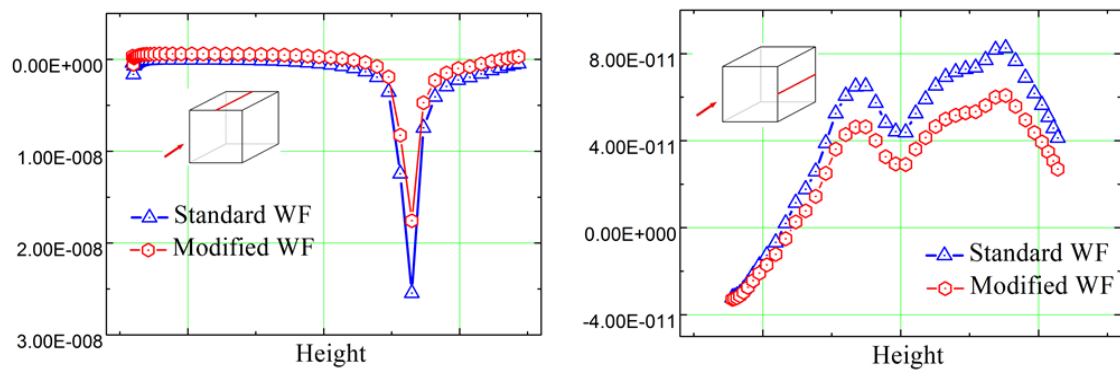 0.00E+000
1.00E-008
2.00E-008
3.00E-008
Standard WF
Modified WF
Height
8.00E-011
4.00E-011
0.00E+000
-4.00E-011
Standard WF
Modified WF
Height